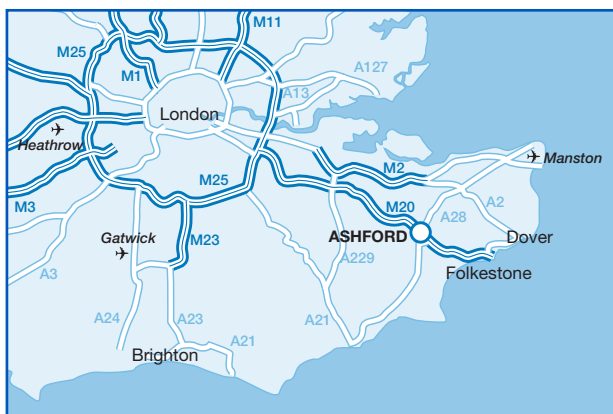 M11
M25
M1
A127
A13
London
Heathrow
Manston
M2
M25
M3
M20
A28
A2
ASHFORD
Dover
Gatwick
M23
A229
Folkestone
A3
A24
A23
A21
A21
Brighton